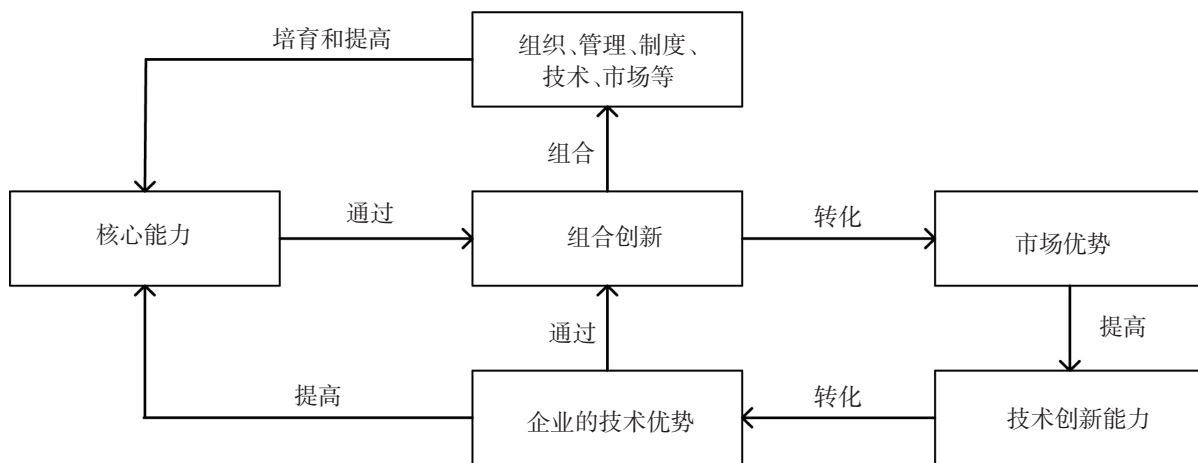 培育和提高
组织、管理、制度、
技术、市场等
组合
核心能力
通过
组合创新
转化
市场优势
通过
提高
提高
企业的技术优势
转化
技术创新能力